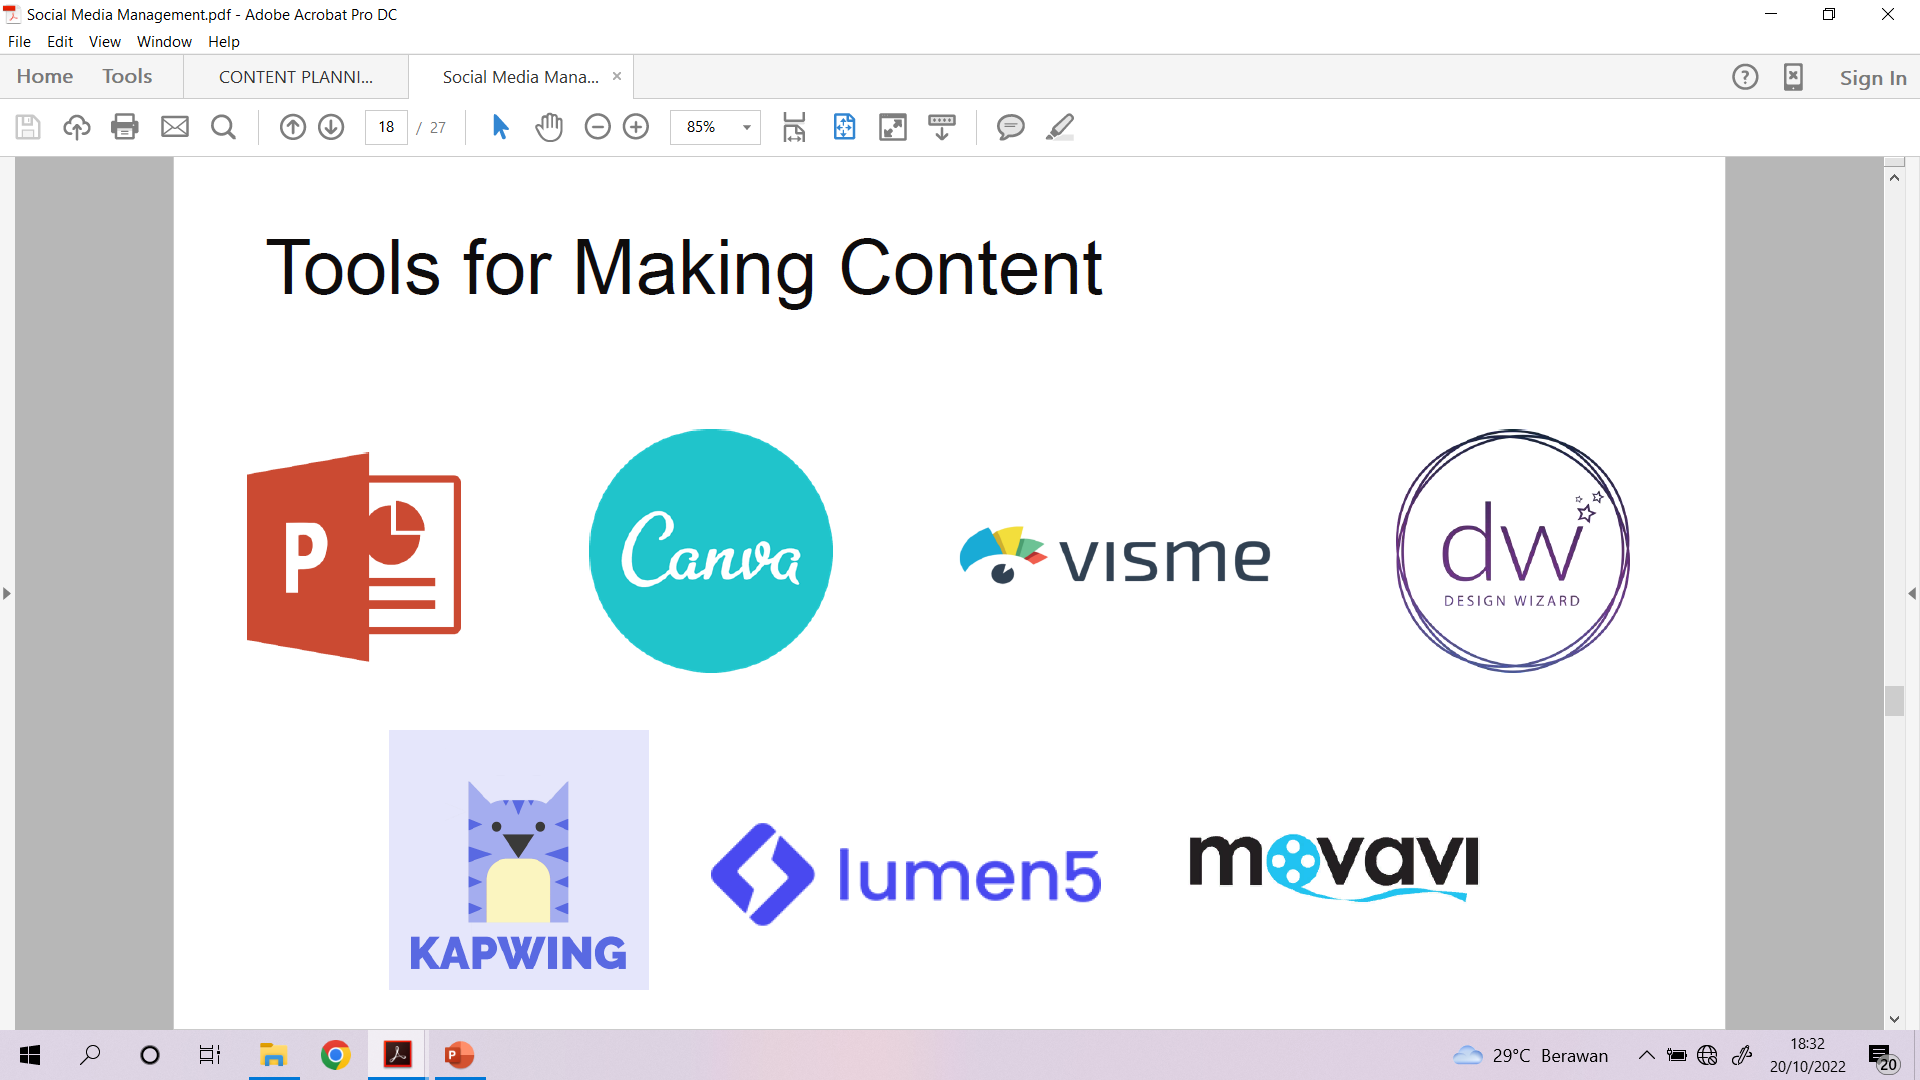 Social Media Management.pdf - Adobe Acrobat Pro DC
File Edit View Window Help
Home Tools CONTENT PLANNI... Social Media Mana... × Sign In
18 / 27 85%
Tools for Making Content
P
Canva
visme
dw
DESIGN WIZARD
KAPWING
lumen5
movavi
P 29°C Berawan
18:32
20/10/2022
20